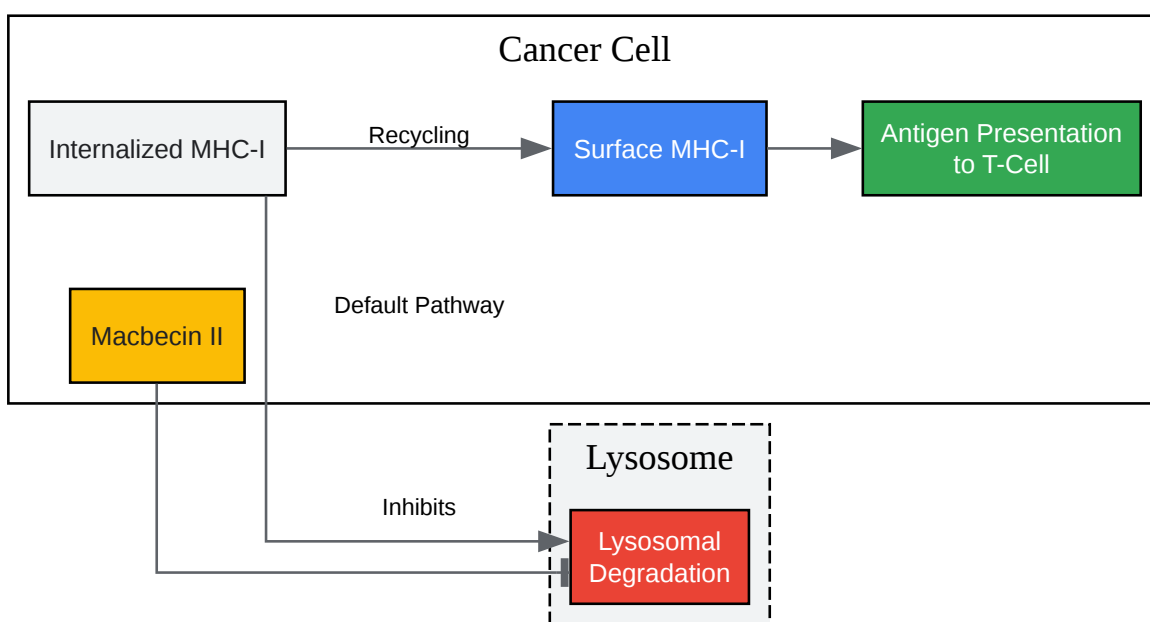 Cancer Cell
Internalized MHC-I
Recycling
Surface MHC-I
Antigen Presentation
to T-Cell
Macbecin II
Default Pathway
Lysosome
Inhibits
Lysosomal
Degradation